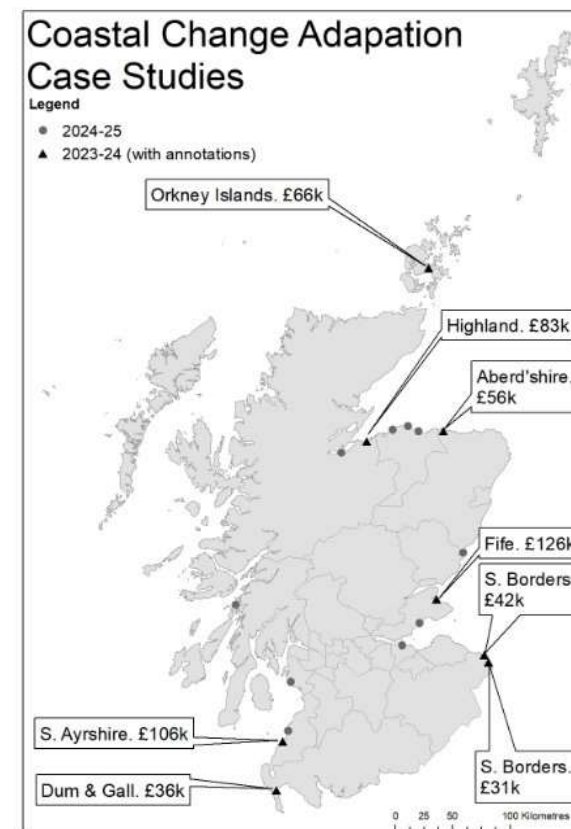 Coastal Change Adapation
Case Studies
Legend
2024-25
2023-24 (with annotations)
Orkney Islands. £66k
Highland. £83k
Aberd'shire.
£56k
Fife. £126k
S. Borders
£42k
S. Ayrshire. £106k
Dum & Gall. £36k
S. Borders.
£31k
0 25 50 100 Kilometres